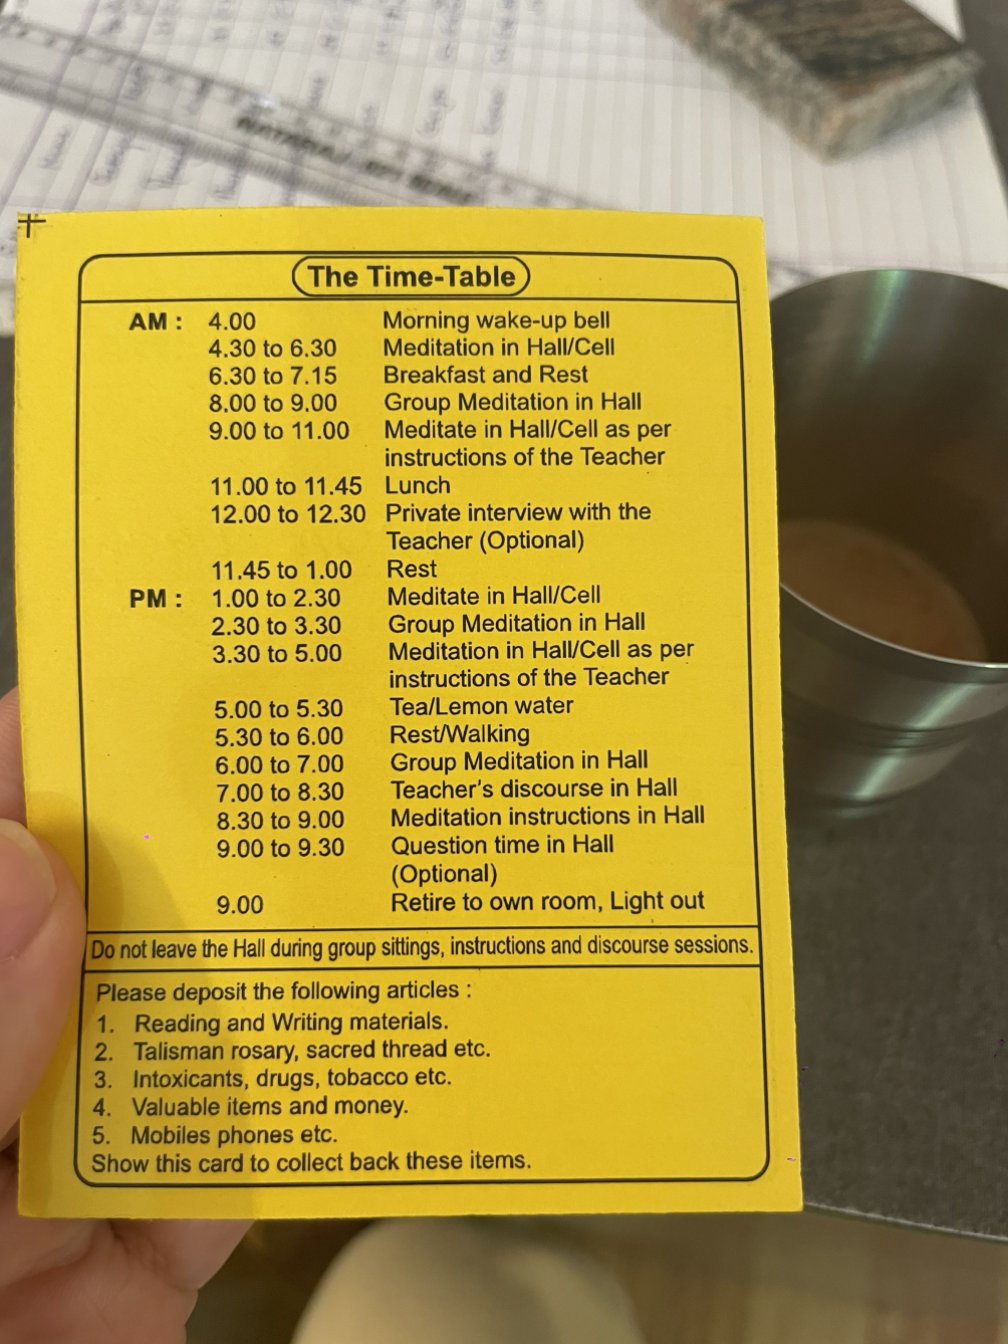 The Time-Table
AM : 4.00 Morning wake-up bell
4.30 to 6.30 Meditation in Hall/Cell
6.30 to 7.15 Breakfast and Rest
8.00 to 9.00 Group Meditation in Hall
9.00 to 11.00 Meditate in Hall/Cell as per
instructions of the Teacher
11.00 to 11.45 Lunch
12.00 to 12.30 Private interview with the
Teacher (Optional)
11.45 to 1.00 Rest
PM : 1.00 to 2.30 Meditate in Hall/Cell
2.30 to 3.30 Group Meditation in Hall
3.30 to 5.00 Meditation in Hall/Cell as per
instructions of the Teacher
5.00 to 5.30 Tea/Lemon water
5.30 to 6.00 Rest/Walking
6.00 to 7.00 Group Meditation in Hall
7.00 to 8.30 Teacher's discourse in Hall
8.30 to 9.00 Meditation instructions in Hall
9.00 to 9.30 Question time in Hall
(Optional)
9.00 Retire to own room, Light out
Do not leave the Hall during group sittings, instructions and discourse sessions.
Please deposit the following articles :
1. Reading and Writing materials.
2. Talisman rosary, sacred thread etc.
3. Intoxicants, drugs, tobacco etc.
4. Valuable items and money.
5. Mobiles phones etc.
Show this card to collect back these items.